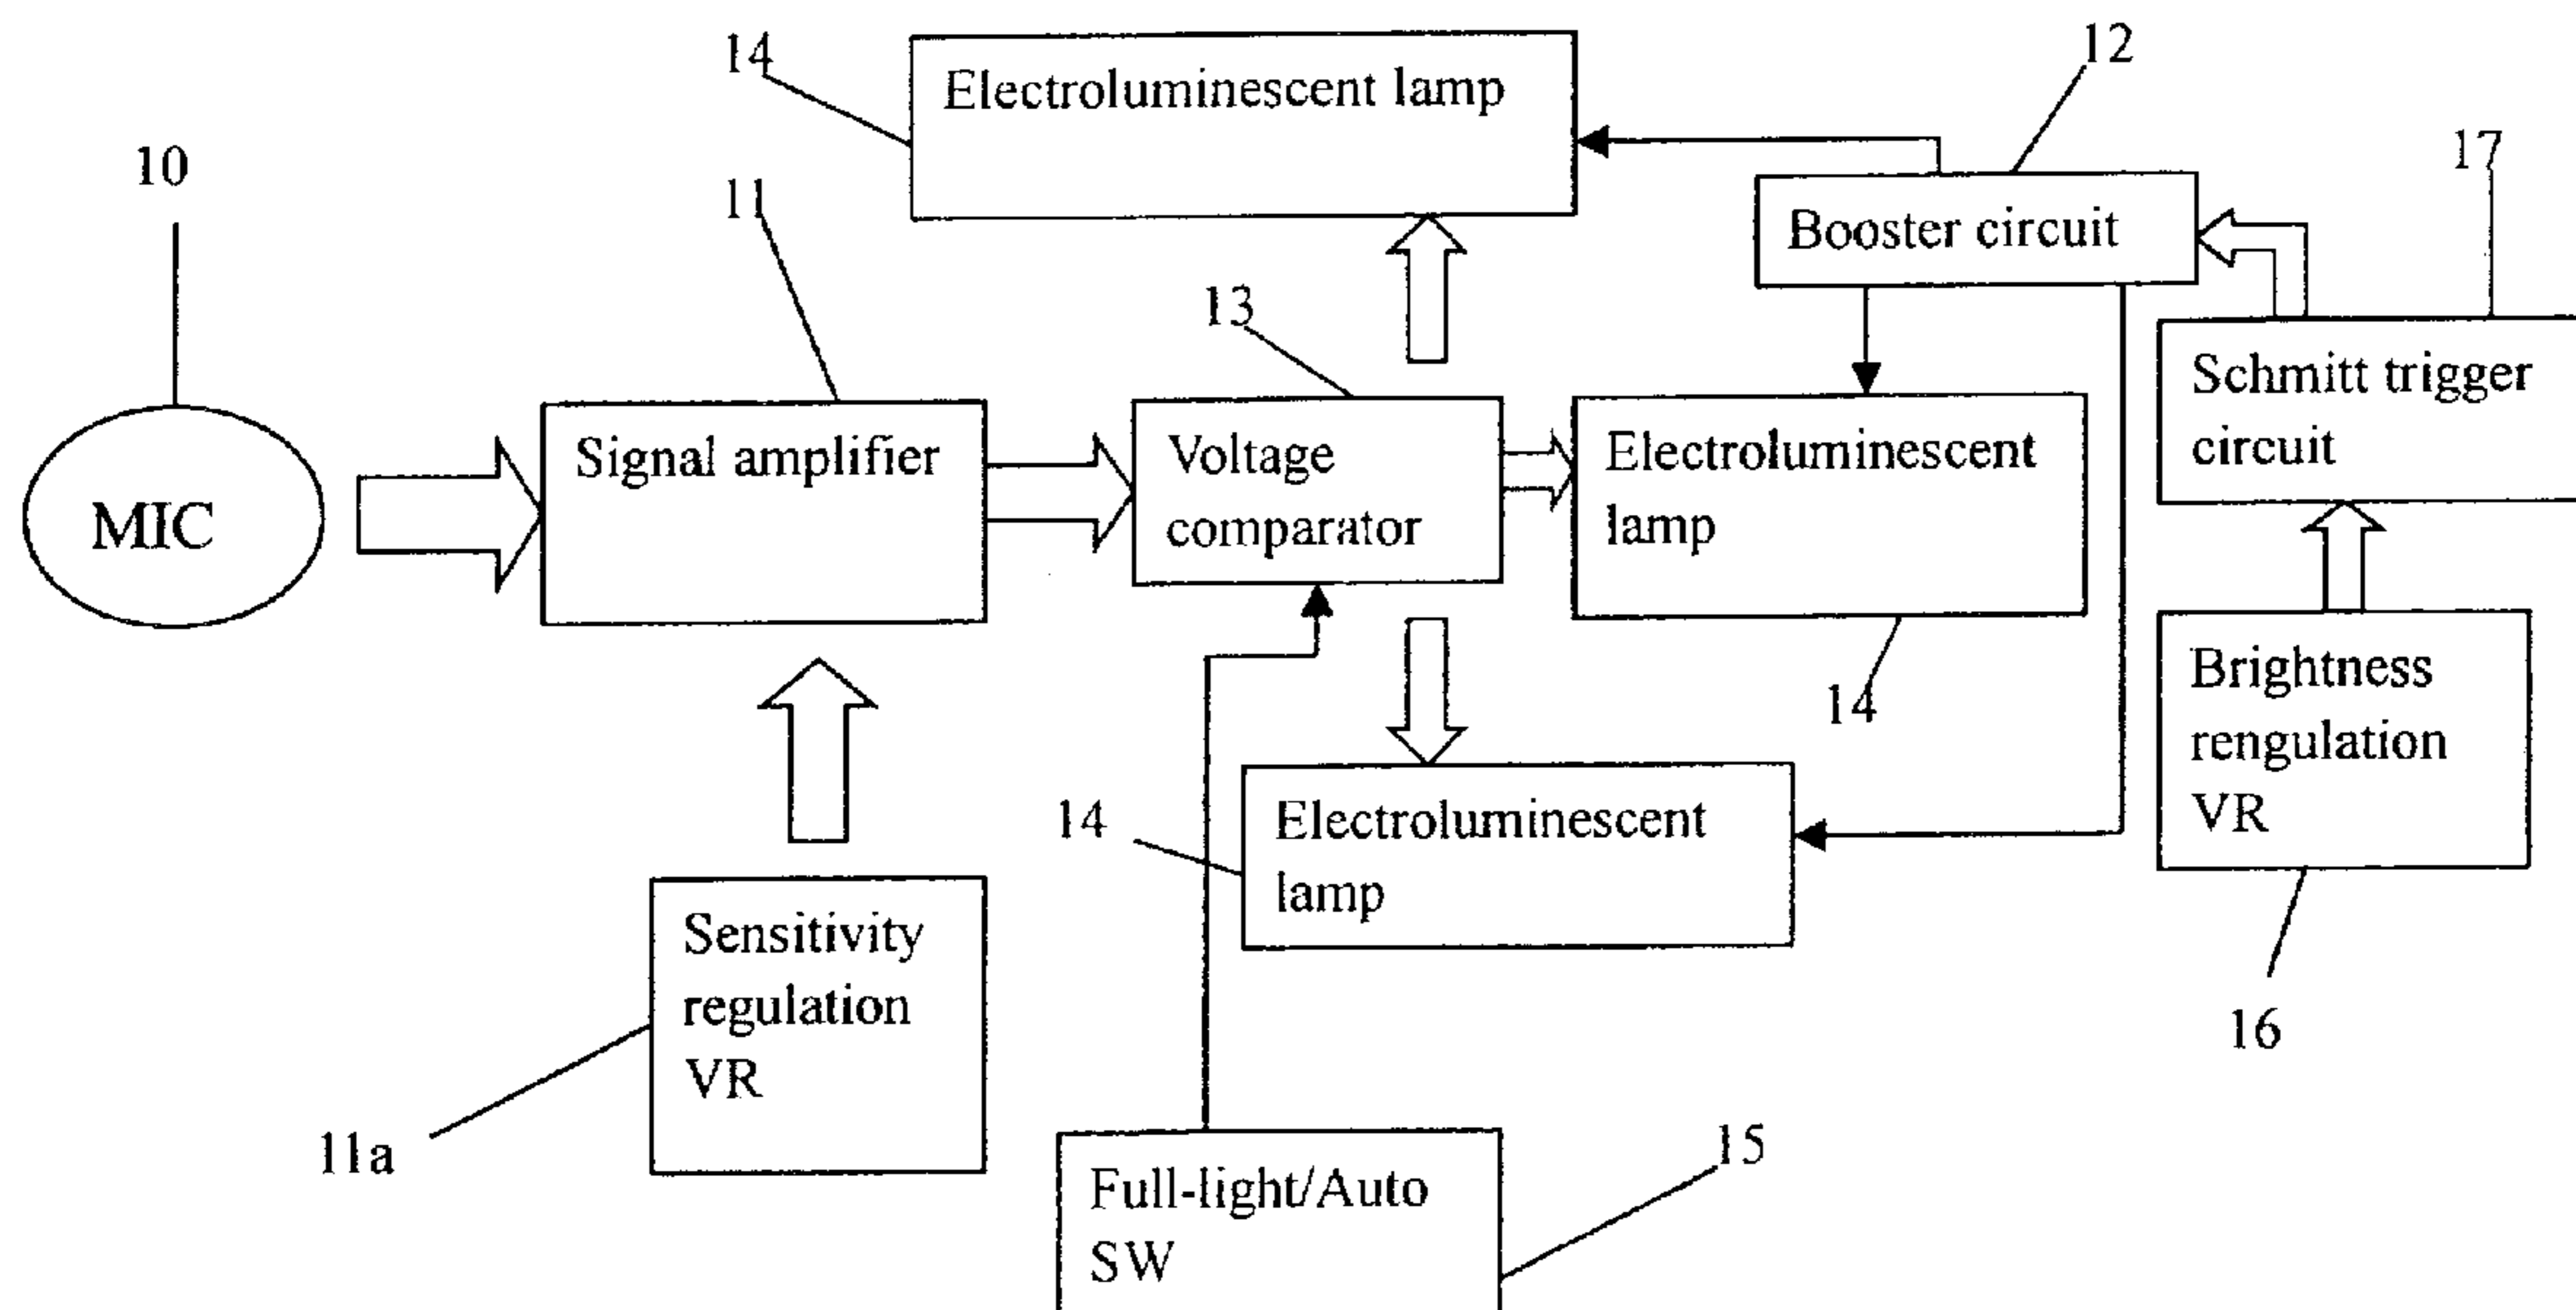 14
Electroluminescent lamp
12
17
10
11
Booster circuit
13
Schmitt trigger
circuit
MIC
Signal amplifier
Voltage
comparator
Electroluminescent
lamp
14
Brightness
rengulation
VR
14
Electroluminescent
lamp
Sensitivity
regulation
VR
16
11a
15
Full-light/Auto
SW